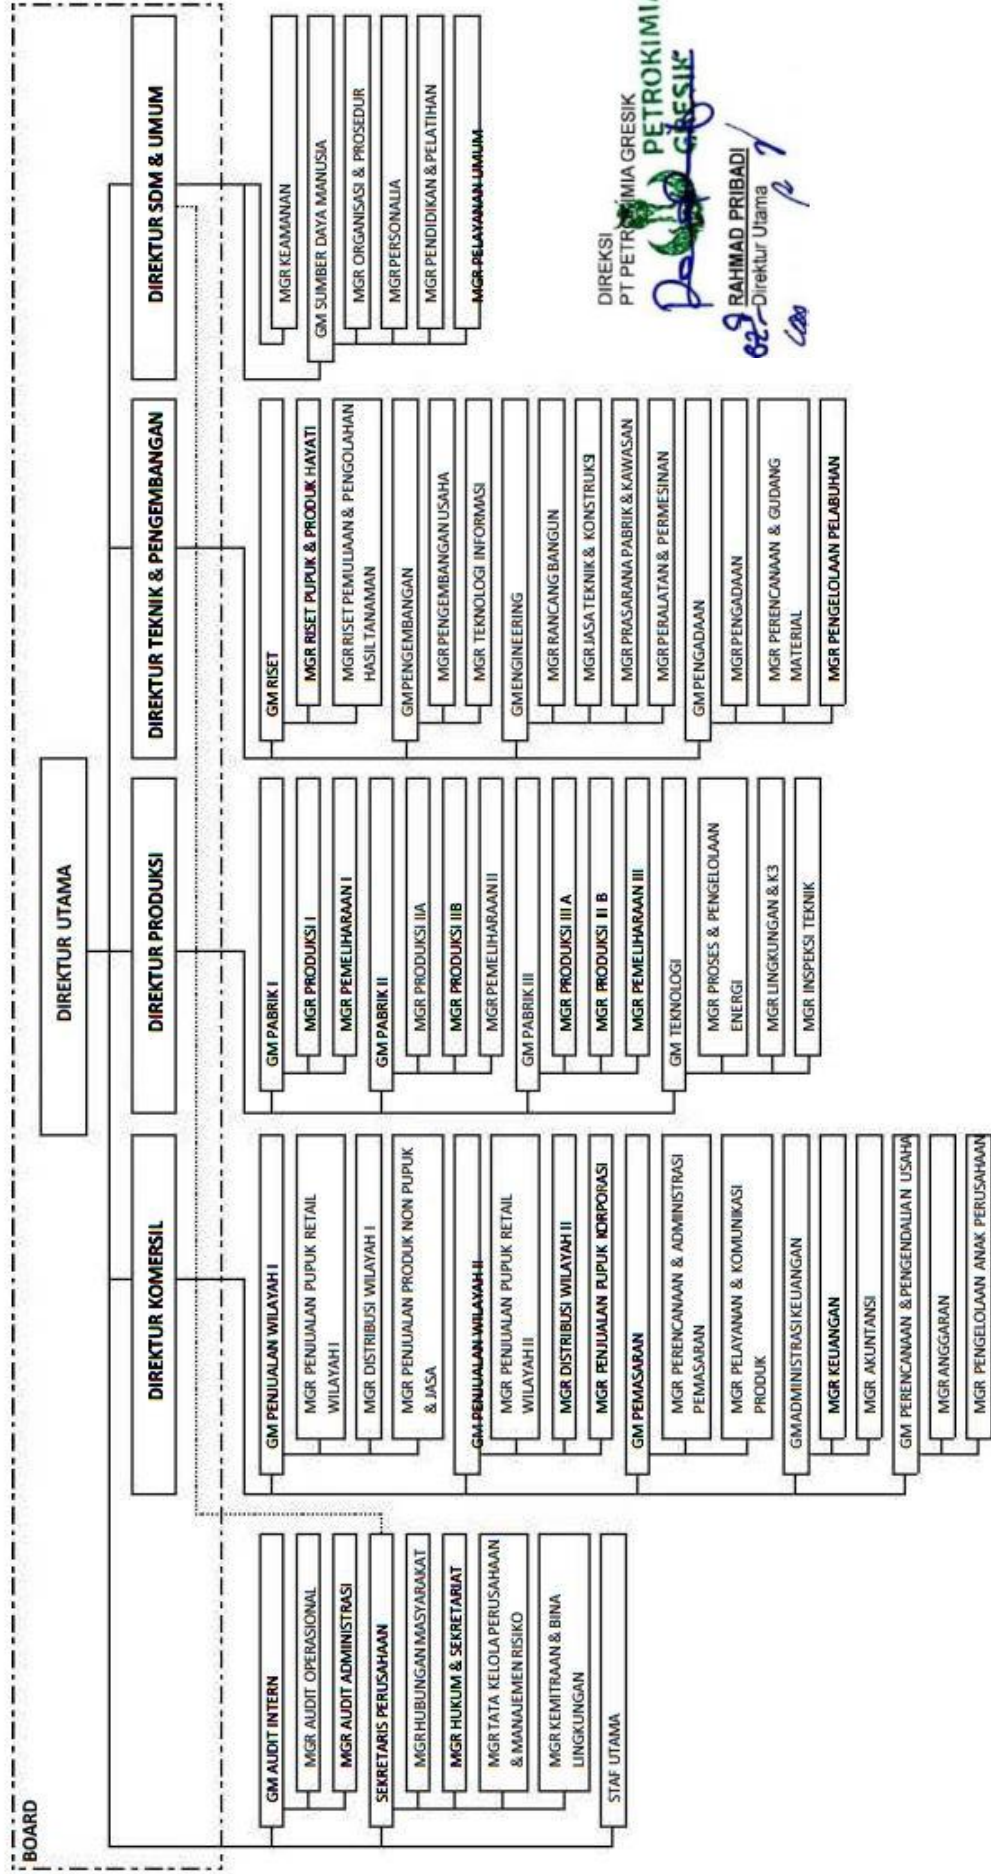 BOARD
DIREKTUR UTAMA
DIREKTUR KOMERSIL
DIREKTUR PRODUKSI
DIREKTUR TEKNIK & PENGEMBANGAN
DIREKTUR SDM & UMUM
GM AUDIT INTERN
MGR AUDIT OPERASIONAL
MGR AUDIT ADMINISTRASI
SEKRETARIS PERUSAHAAN
MGR HUBUNGAN MASYARAKAT
MGR HUKUM & SEKRETARIAT
MGR TATA KELOLA PERUSAHAAN
& MANAJEMEN RISIKO
MGR KEMITRAAN & BINA
LINGKUNGAN
STAF UTAMA
GM PENJUALAN WILAYAH I
MGR PENJUALAN PUPUK RETAIL
WILAYAH I
MGR DISTRIBUSI WILAYAH I
MGR PENJUALAN PRODUK NON PUPUK
& JASA
GM PENJUALAN WILAYAH II
MGR PENJUALAN PUPUK RETAIL
WILAYAH II
MGR DISTRIBUSI WILAYAH II
MGR PENJUALAN PUPUK KORPORASI
GM PEMASARAN
MGR PERENCANAAN & ADMINISTRASI
PEMASARAN
MGR PELAYANAN & KOMUNIKASI
PRODUK
GM ADMINISTRASI KEUANGAN
MGR KEUANGAN
MGR AKUNTANSI
GM PERENCANAAN & PENGENDALIAN USAHA
MGR ANGGARAN
MGR PENGELOLAAN ANAK PERUSAHAAN
GM PABRIK I
MGR PRODUKSI I
MGR PEMELIHARAAN I
GM PABRIK II
MGR PRODUKSI IIA
MGR PRODUKSI IIB
MGR PEMELIHARAAN II
GM PABRIK III
MGR PRODUKSI III A
MGR PRODUKSI III B
MGR PEMELIHARAAN III
GM TEKNOLOGI
MGR PROSES & PENGELOLAAN
ENERGI
MGR LINGKUNGAN & K3
MGR INSPEKSI TEKNIK
GM RISET
MGR RISET PUPUK & PRODUK HAYATI
MGR RISET PEMULIAAN & PENGOLAHAN
HASIL TANAMAN
GM PENGEMBANGAN
MGR PENGEMBANGAN USAHA
MGR TEKNOLOGI INFORMASI
GM ENGINEERING
MGR RANCANG BANGUN
MGR JASA TEKNIK & KONSTRUKSI
MGR PRASARANA PABRIK & KAWASAN
MGR PERALATAN & PERMESINAN
GM PENGADAAN
MGR PENGADAAN
MGR PERENCANAAN & GUDANG
MATERIAL
MGR PENGELOLAAN PELABUHAN
MGR KEAMANAN
GM SUMBER DAYA MANUSIA
MGR ORGANISASI & PROSEDUR
MGR PERSONALIA
MGR PENDIDIKAN & PELATIHAN
MGR PELAYANAN UMUM
DIREKSI
PT PETROKIMIA GRESIK
PETROKIMIA
GRESIK
RAHMAD PRIBADI
Direktur Utama